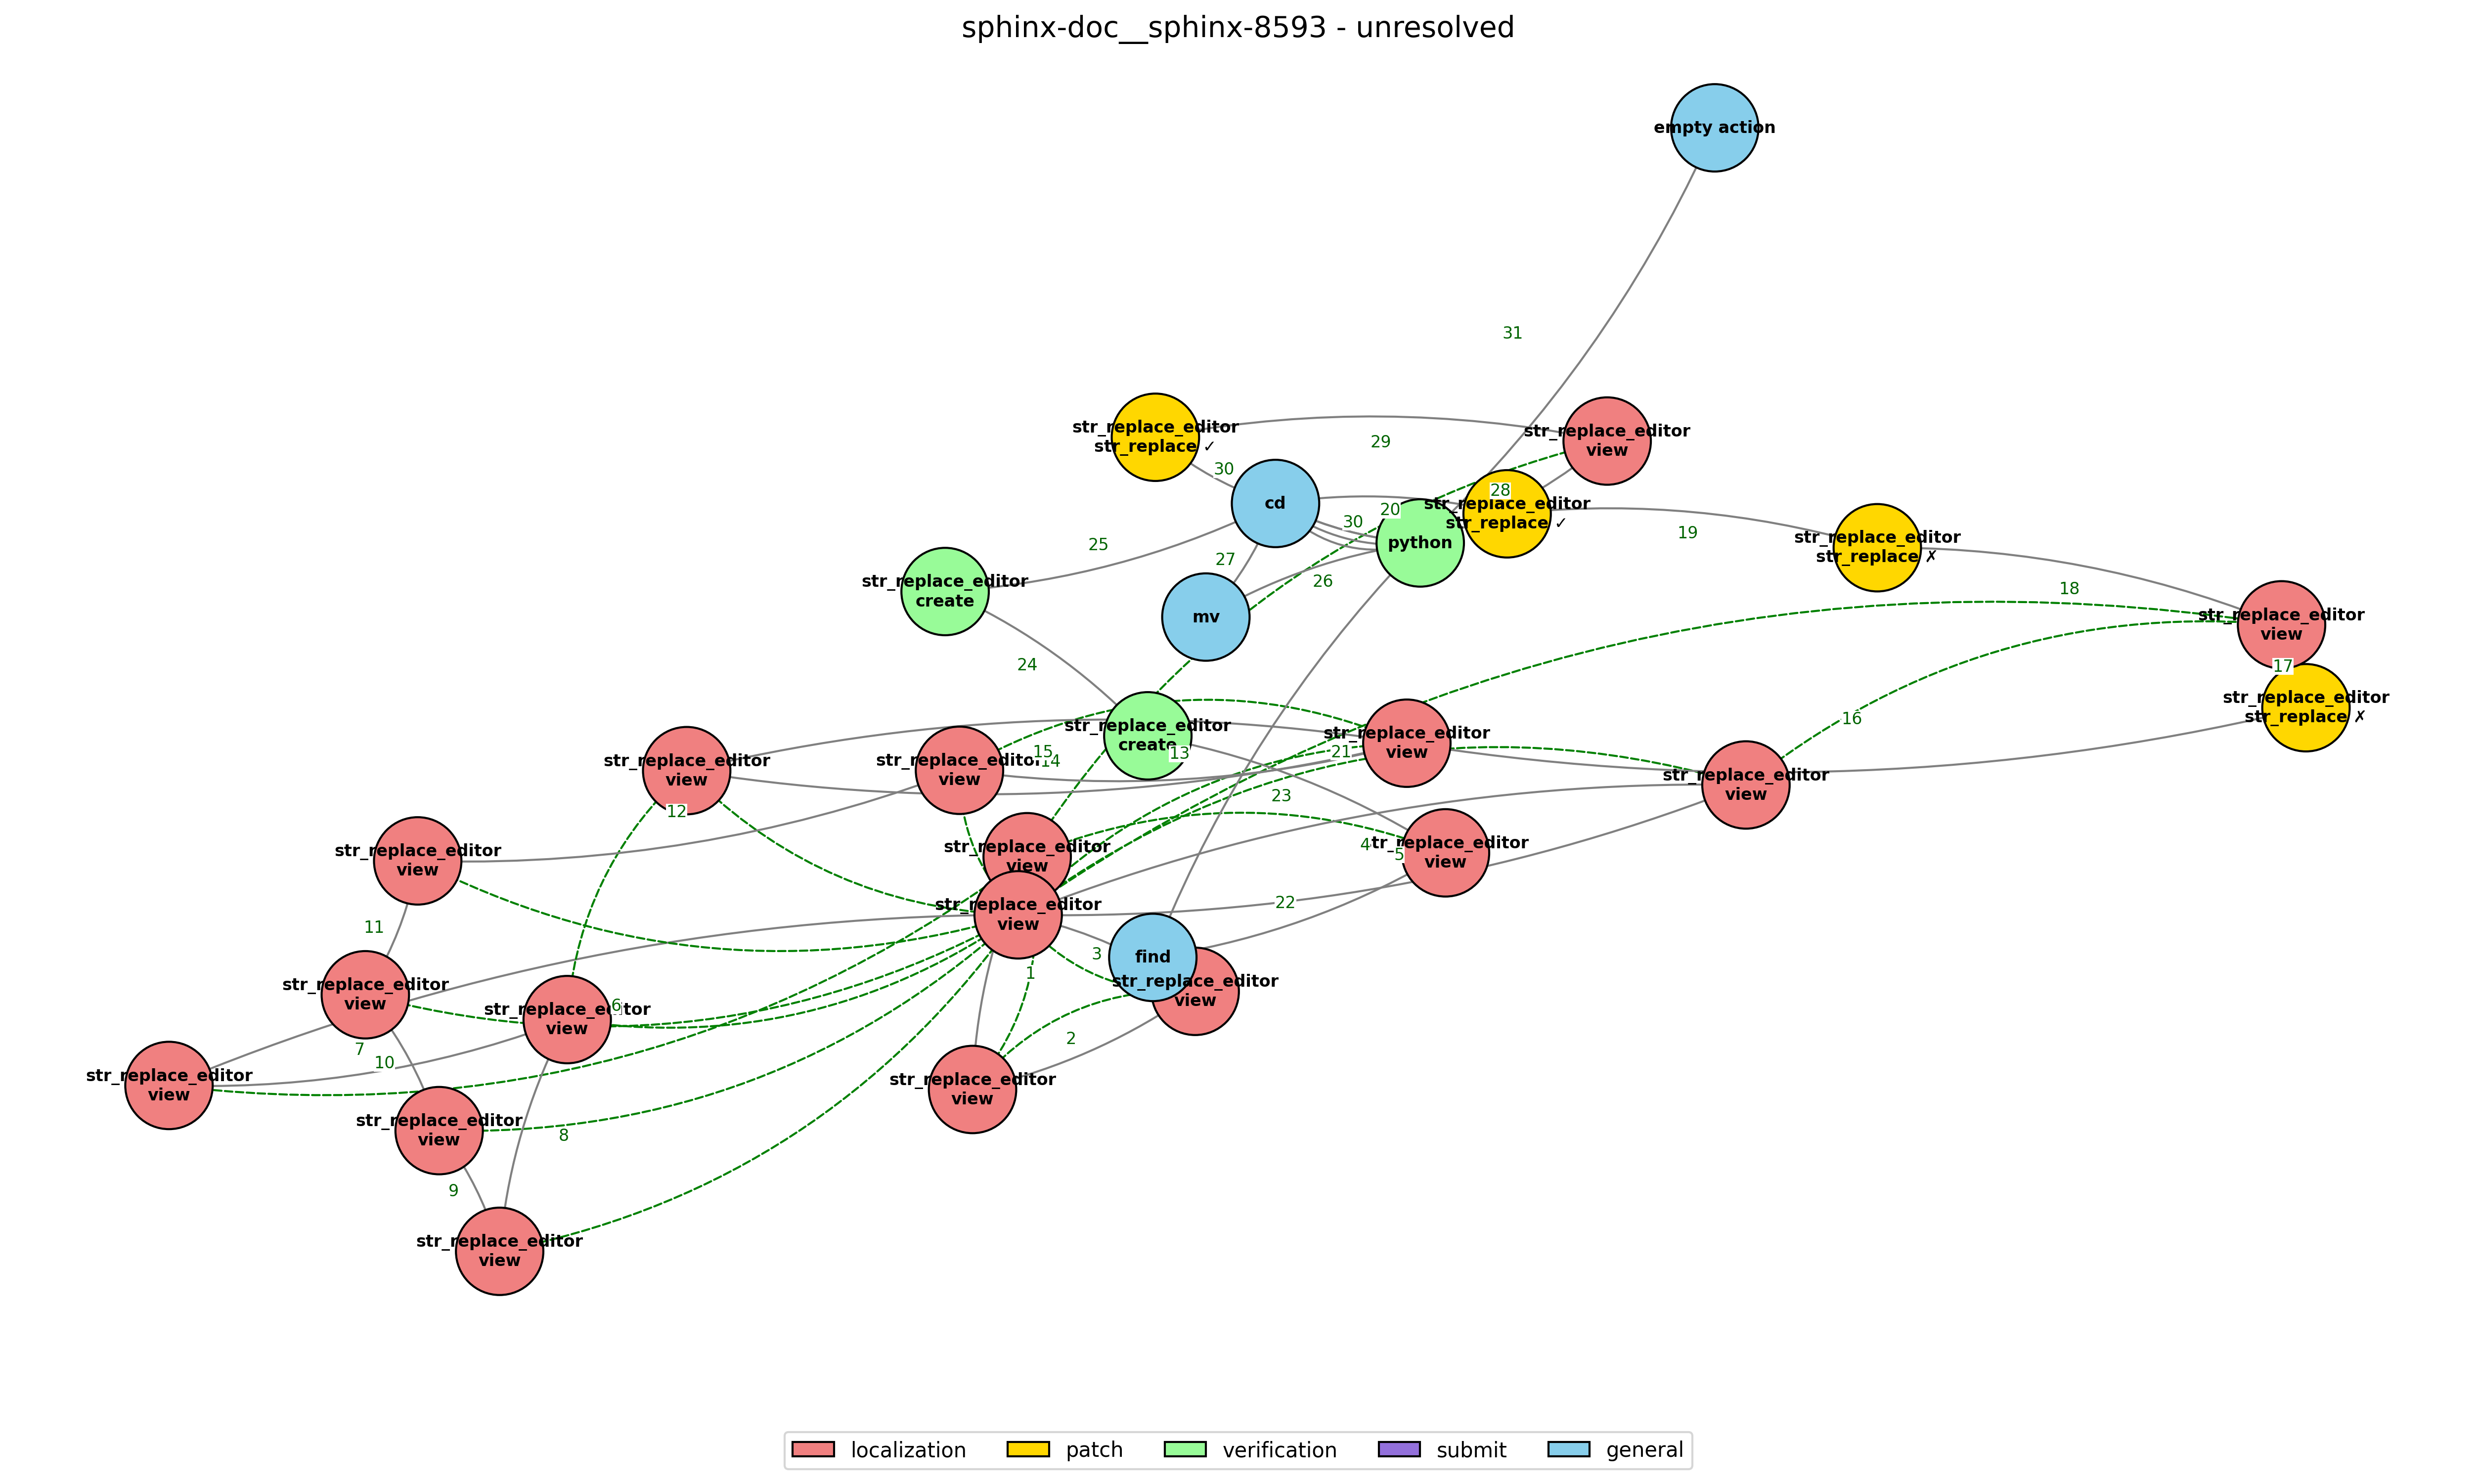 sphinx-doc__sphinx-8593 - unresolved
empty action
31
str_replace_editor
str_replace ✓
29
str_replace_editor
view
30
cd
28
str_replace_editor
str_replace ✓
20
30
python
19
str_replace_editor
str_replace ✗
25
27
26
18
str_replace_editor
create
mv
str_replace_editor
view
24
17
str_replace_editor
str_replace ✗
16
str_replace_editor
create
13
15
14
21
str_replace_editor
view
str_replace_editor
view
str_replace_editor
view
str_replace_editor
view
23
12
str_replace_editor
view
str_replace_editor
view
4
5
str_replace_editor
view
22
str_replace_editor
view
11
3
find
1
str_replace_editor
view
str_replace_editor
view
6
str_replace_editor
view
2
7
10
str_replace_editor
view
str_replace_editor
view
str_replace_editor
view
8
9
str_replace_editor
view
localization
patch
verification
submit
general